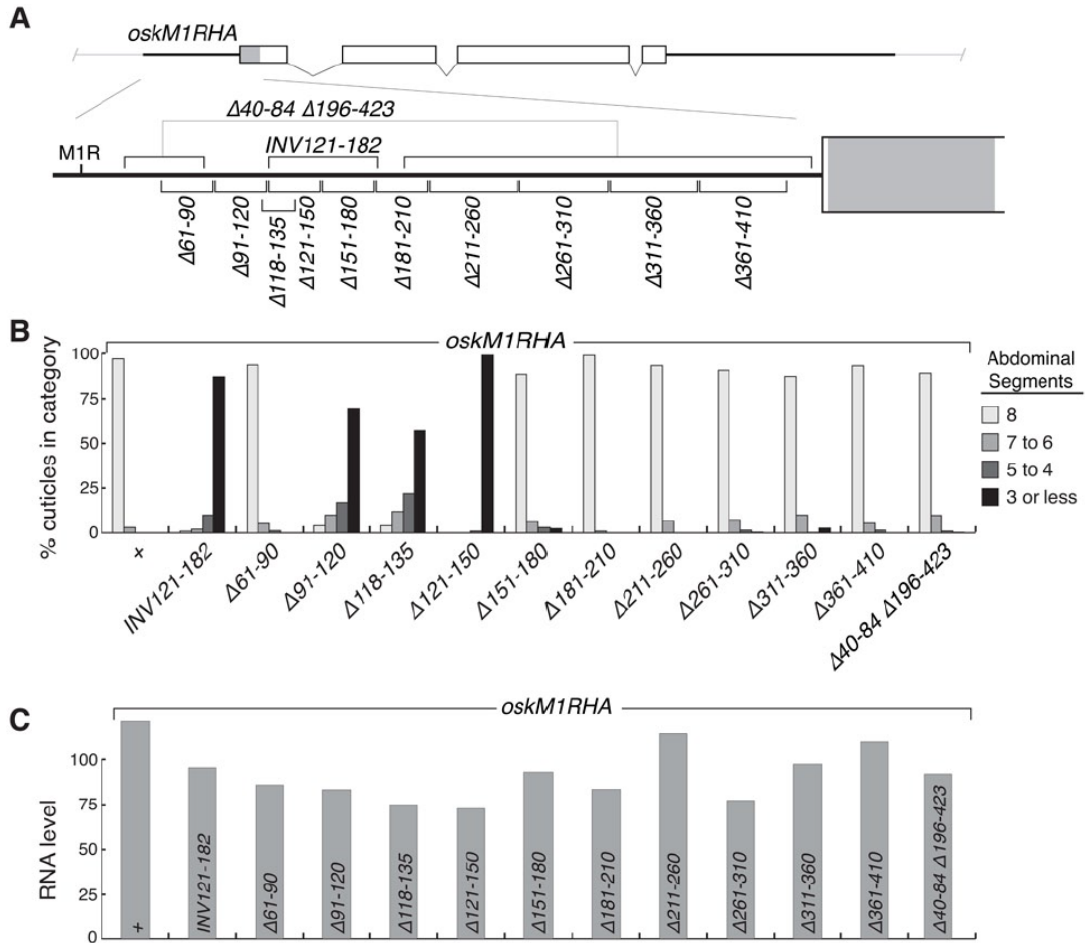 A
oskM1RHA
Δ40-84 Δ196-423
INV121-182
M1R
Δ61-90
Δ91-120
Δ118-135
Δ121-150
Δ151-180
Δ181-210
Δ211-260
Δ261-310
Δ311-360
Δ361-410
B
oskM1RHA
% cuticles in category
100
75
50
25
0
Abdominal
Segments
8
7 to 6
5 to 4
3 or less
+
INV121-182
Δ61-90
Δ91-120
Δ118-135
Δ121-150
Δ151-180
Δ181-210
Δ211-260
Δ261-310
Δ311-360
Δ361-410
Δ40-84 Δ196-423
C
oskM1RHA
RNA level
100
75
50
25
0
+
INV121-182
Δ61-90
Δ91-120
Δ118-135
Δ121-150
Δ151-180
Δ181-210
Δ211-260
Δ261-310
Δ311-360
Δ361-410
Δ40-84 Δ196-423